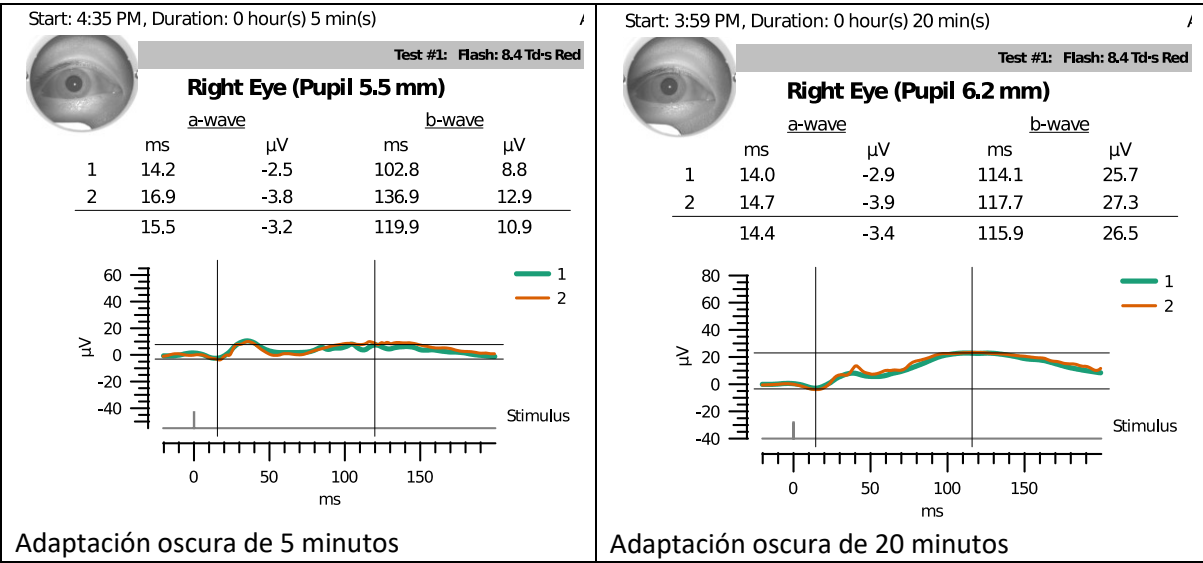 Start: 4:35 PM, Duration: 0 hour(s) 5 min(s)
Test #1: Flash: 8.4 Td·s Red
Right Eye (Pupil 5.5 mm)
a-wave b-wave
ms µV ms µV
1 14.2 -2.5 102.8 8.8
2 16.9 -3.8 136.9 12.9
15.5 -3.2 119.9 10.9
60
40
20
0
-20
-40
µV
1
2
Stimulus
0 50 100 150
ms
Adaptación oscura de 5 minutos
Start: 3:59 PM, Duration: 0 hour(s) 20 min(s)
Test #1: Flash: 8.4 Td·s Red
Right Eye (Pupil 6.2 mm)
a-wave b-wave
ms µV ms µV
1 14.0 -2.9 114.1 25.7
2 14.7 -3.9 117.7 27.3
14.4 -3.4 115.9 26.5
80
60
40
20
0
-20
-40
µV
1
2
Stimulus
0 50 100 150
ms
Adaptación oscura de 20 minutos